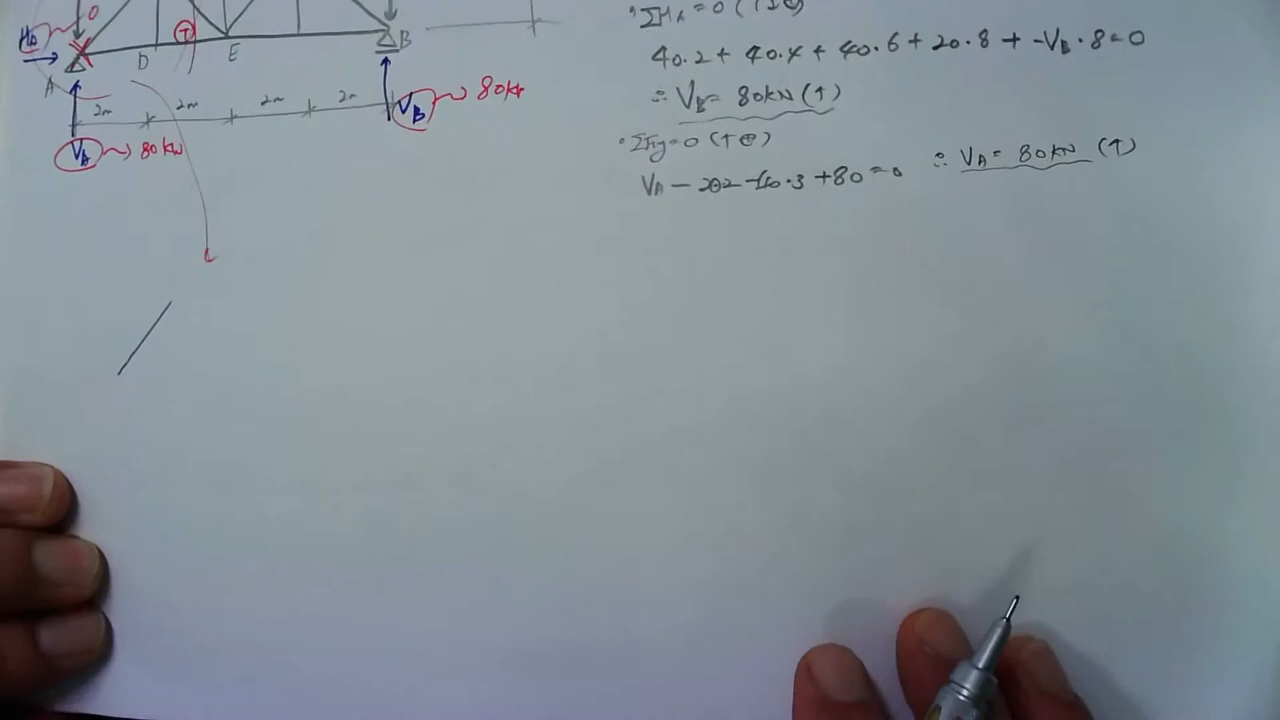 0
HA
T
A
D
E
B
2m 2m 2m 2m
VB 80kN
VA 80kN
ΣMA=0 (
40·2 + 40·4 + 40·6 + 20·8 + -VB·8=0
∴ VB= 80kN (↑)
·ΣFy=0 (↑⊕)
VA - 20·2 -40·3 +80=0 ∴ VA= 80kN (↑)